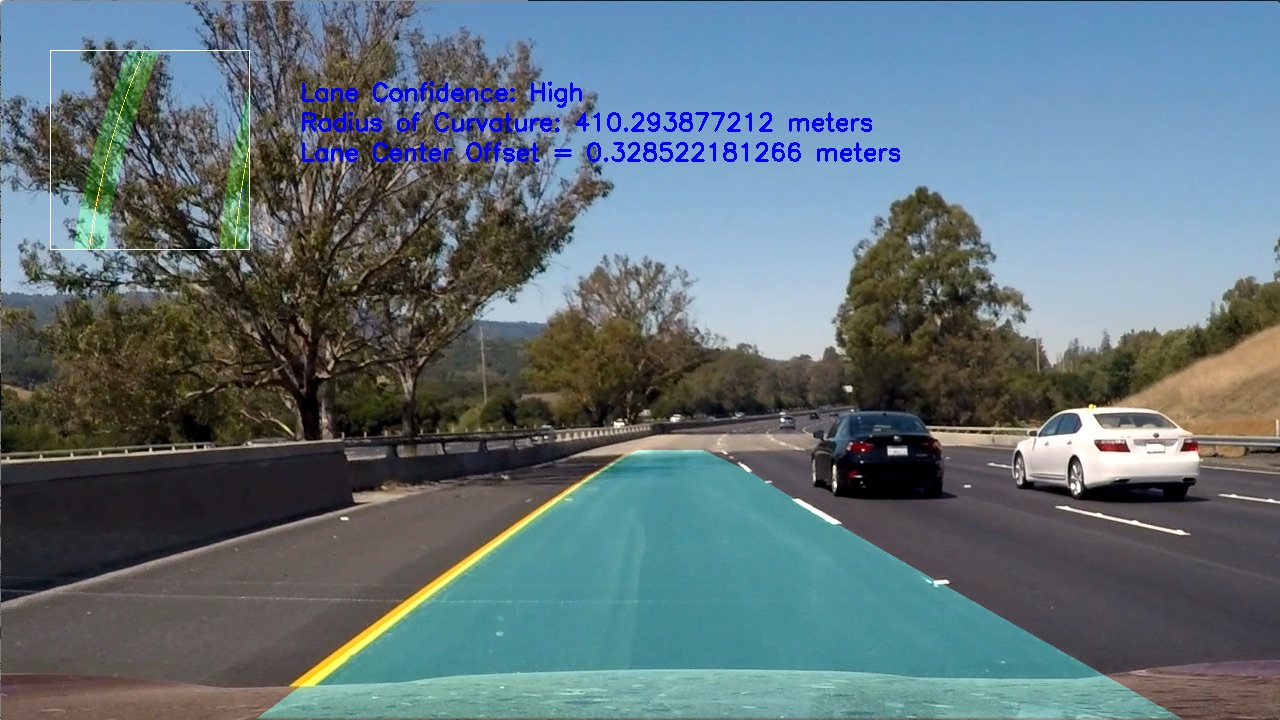 Lane Confidence: High
Radius of Curvature: 410.293877212 meters
Lane Center Offset = 0.328522181266 meters